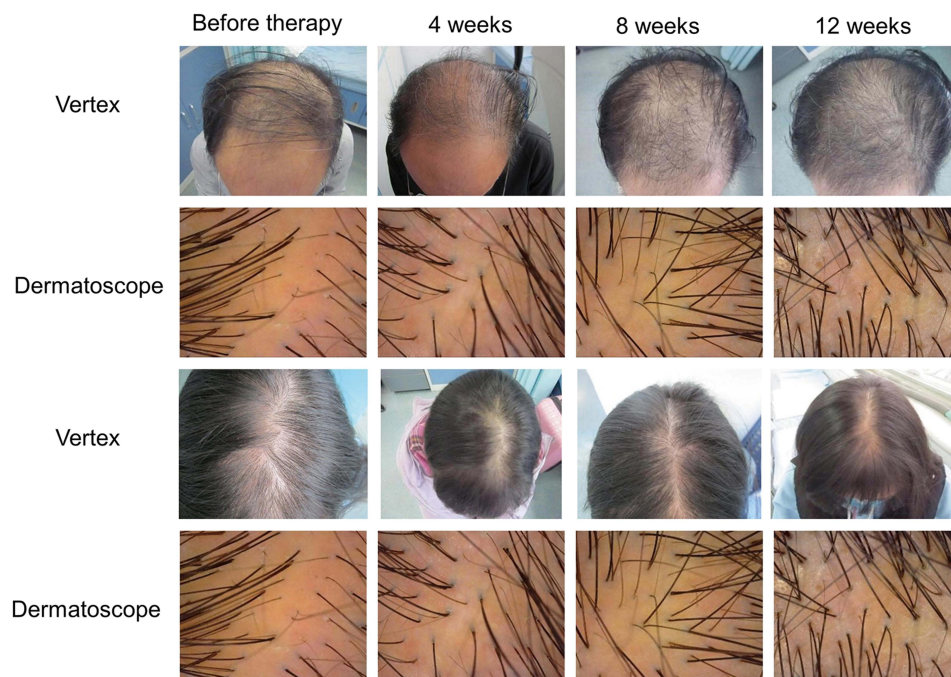 Before therapy
4 weeks
8 weeks
12 weeks
Vertex
Dermatoscope
Vertex
Dermatoscope